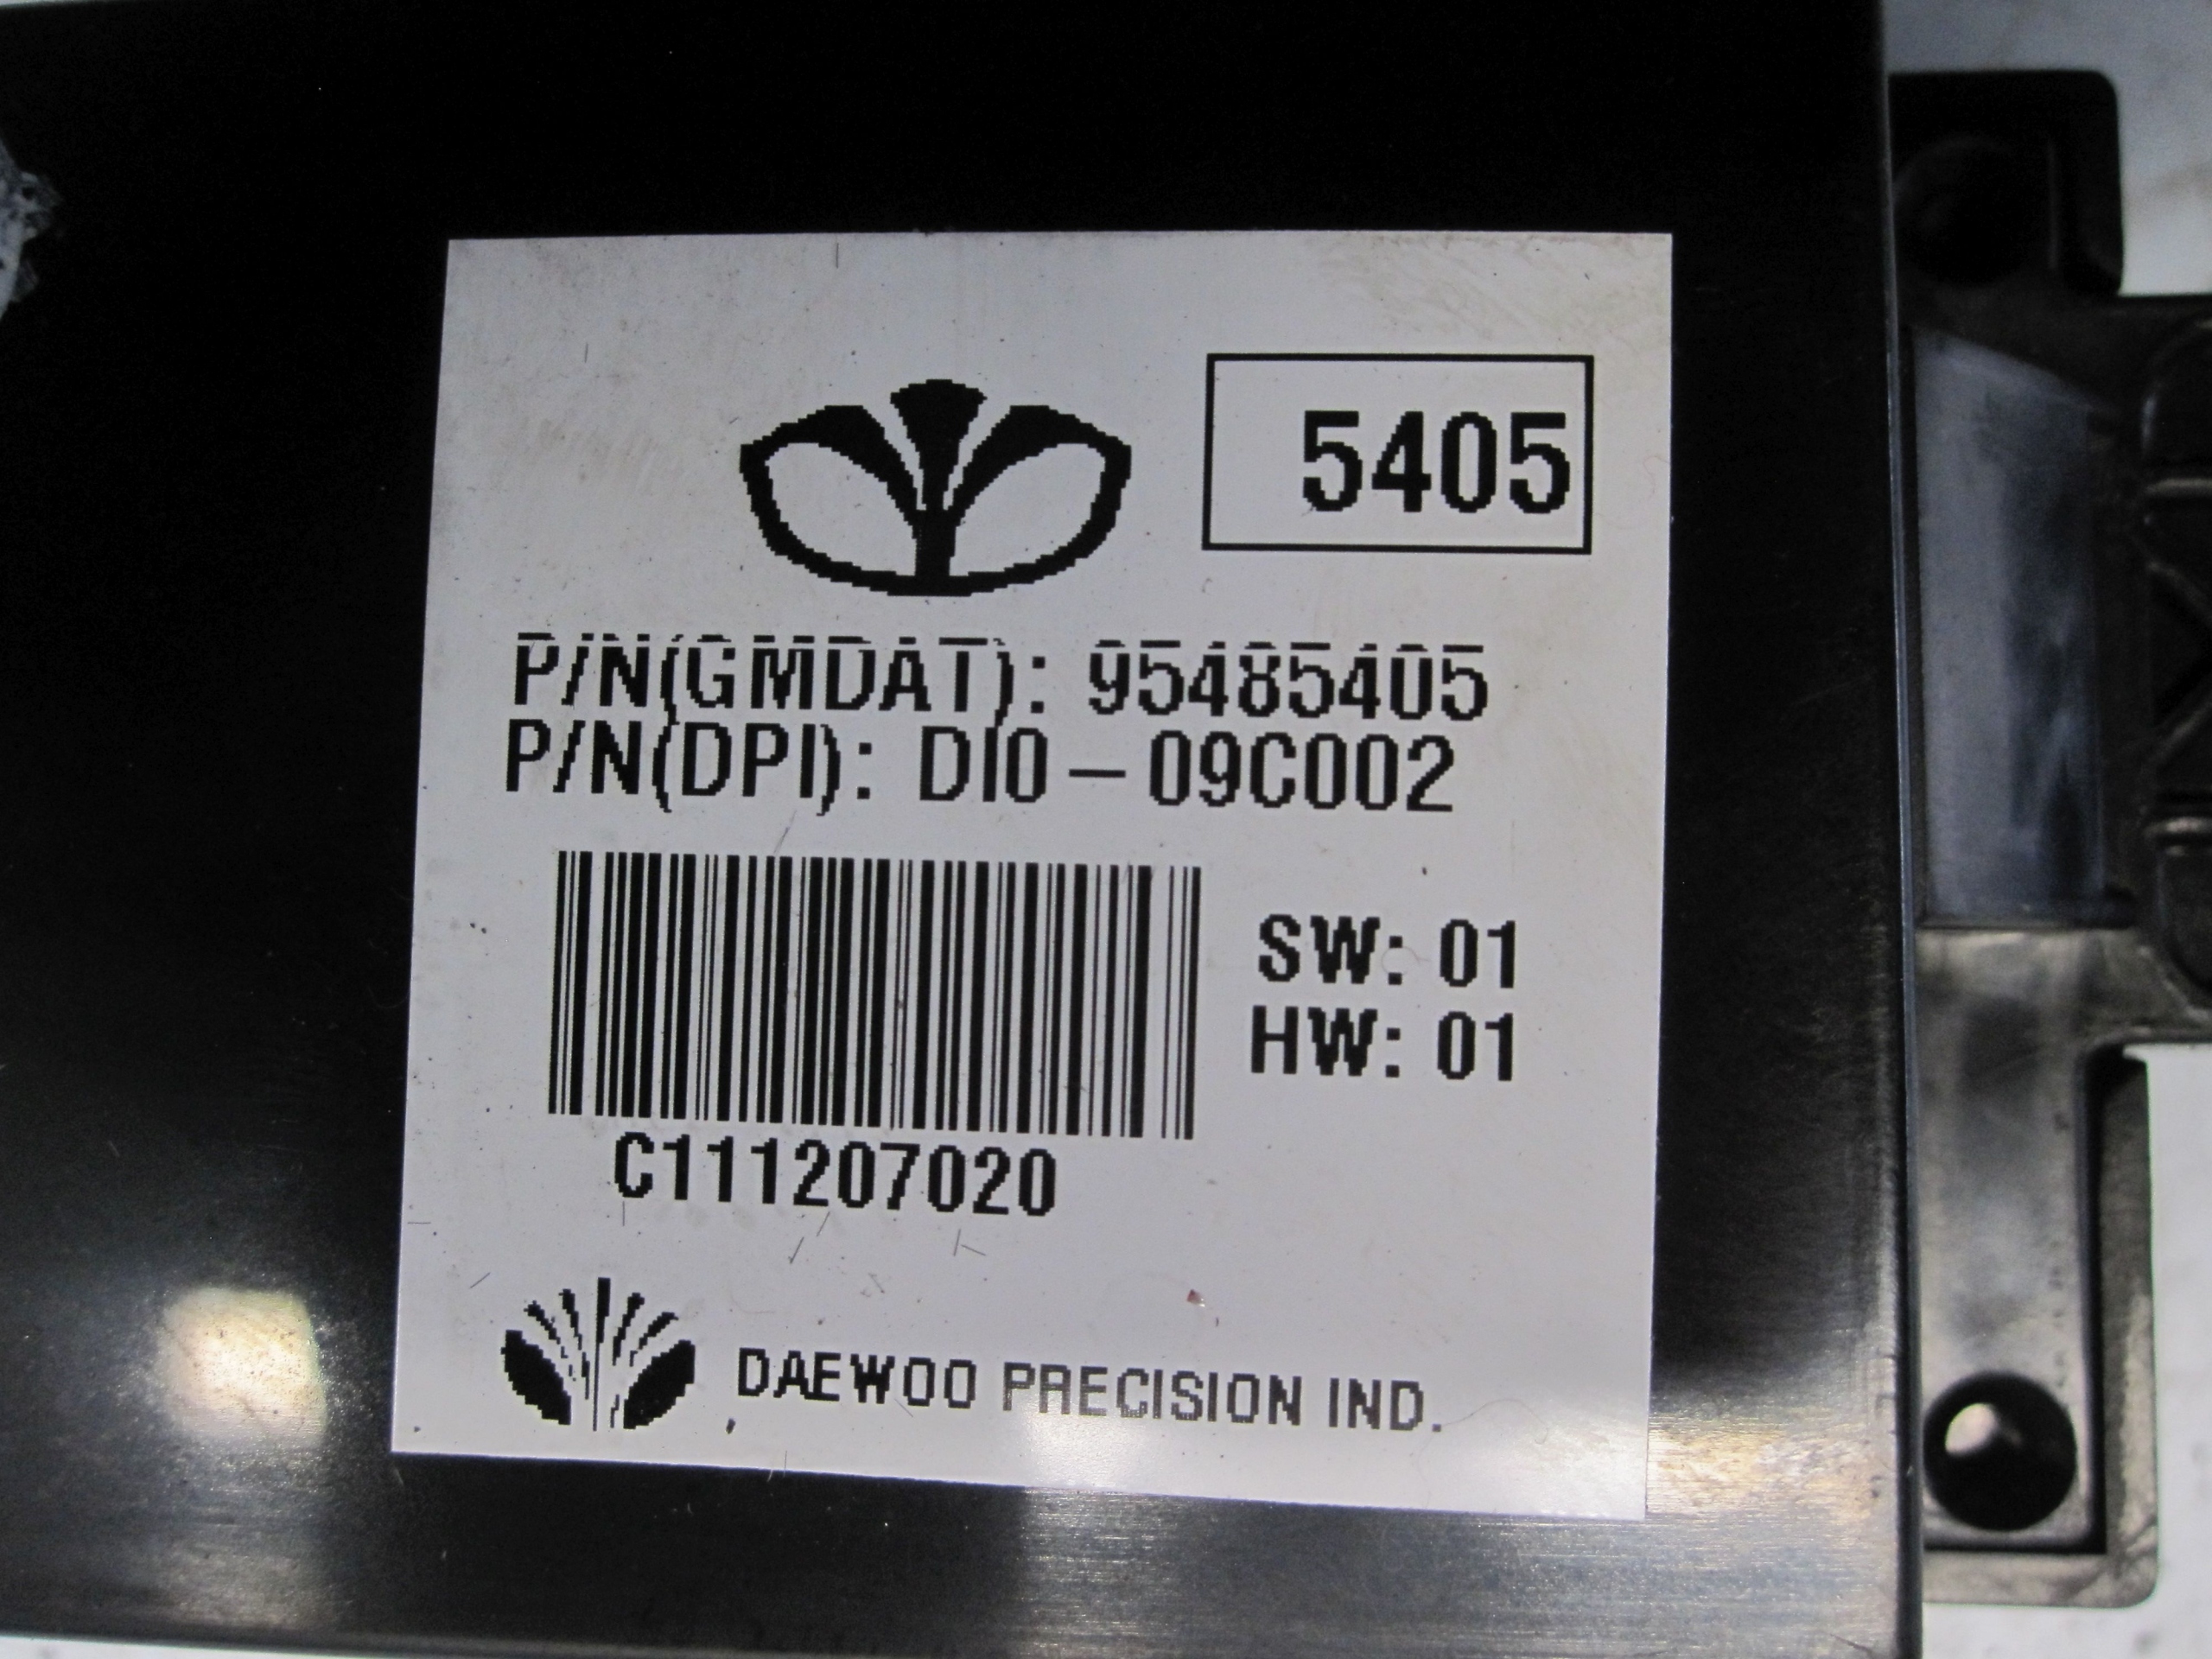 5405
P/N(GMDAT): 95485405
P/N(DPI): DI0-09C002
SW: 01
HW: 01
C111207020
DAEWOO PRECISION IND.